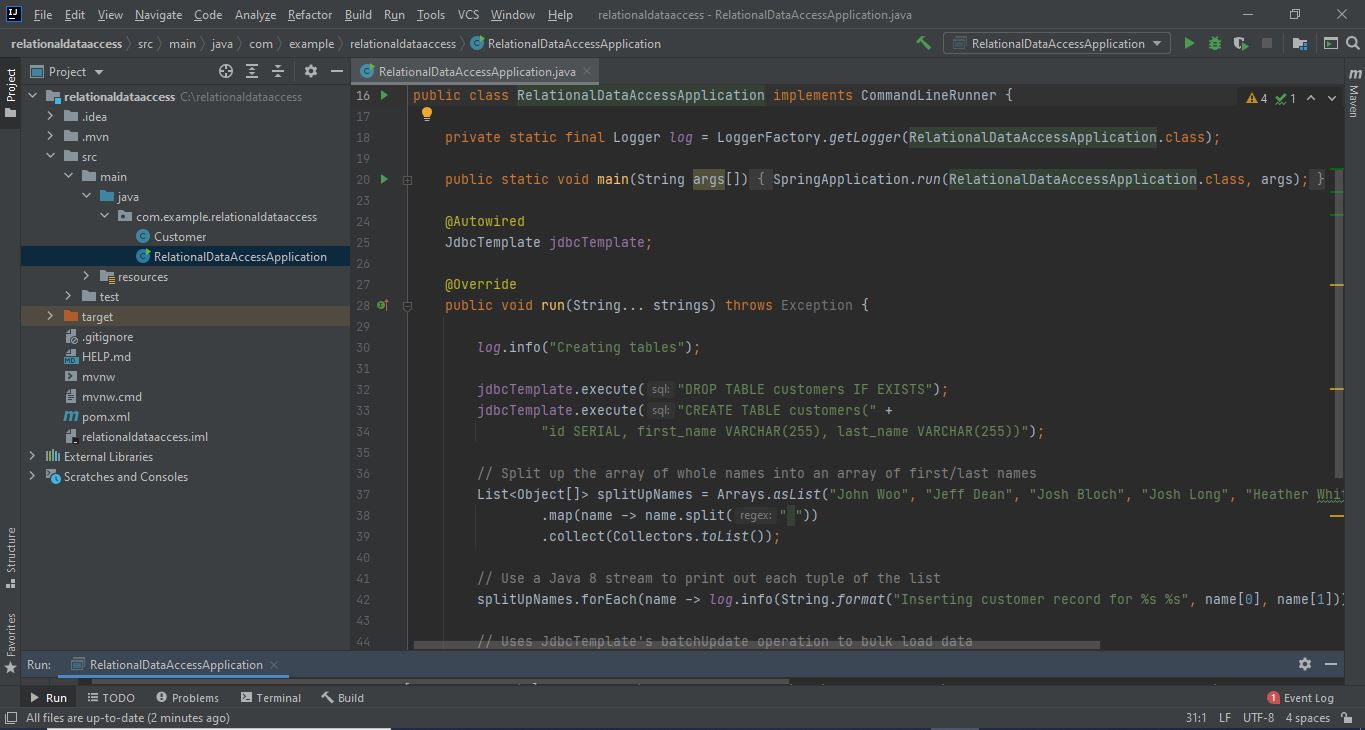 File Edit View Navigate Code Analyze Refactor Build Run Tools VCS Window Help relationaldataaccess - RelationalDataAccessApplication.java
relationaldataaccess src main java com example relationaldataaccess RelationalDataAccessApplication RelationalDataAccessApplication
Project
Project
RelationalDataAccessApplication.java
Maven
relationaldataaccess C:\relationaldataaccess
.idea
.mvn
src
main
java
com.example.relationaldataaccess
Customer
RelationalDataAccessApplication
resources
test
target
.gitignore
HELP.md
mvnw
mvnw.cmd
pom.xml
relationaldataaccess.iml
External Libraries
Scratches and Consoles
4 1
16 public class RelationalDataAccessApplication implements CommandLineRunner {
17
18 private static final Logger log = LoggerFactory.getLogger(RelationalDataAccessApplication.class);
19
20 public static void main(String args[]) { SpringApplication.run(RelationalDataAccessApplication.class, args); }
23
24 @Autowired
25 JdbcTemplate jdbcTemplate;
26
27 @Override
28 public void run(String... strings) throws Exception {
29
30 log.info("Creating tables");
31
32 jdbcTemplate.execute( sql: "DROP TABLE customers IF EXISTS");
33 jdbcTemplate.execute( sql: "CREATE TABLE customers(" +
34 "id SERIAL, first_name VARCHAR(255), last_name VARCHAR(255))");
35
36 // Split up the array of whole names into an array of first/last names
37 List<Object[]> splitUpNames = Arrays.asList("John Woo", "Jeff Dean", "Josh Bloch", "Josh Long", "Heather Whit
38 .map(name -> name.split( regex: " "))
39 .collect(Collectors.toList());
40
41 // Use a Java 8 stream to print out each tuple of the list
42 splitUpNames.forEach(name -> log.info(String.format("Inserting customer record for %s %s", name[0], name[1]))
43
44 // Uses JdbcTemplate's batchUpdate operation to bulk load data
Structure
Favorites
Run: RelationalDataAccessApplication
Run TODO Problems Terminal Build 1 Event Log
All files are up-to-date (2 minutes ago) 31:1 LF UTF-8 4 spaces